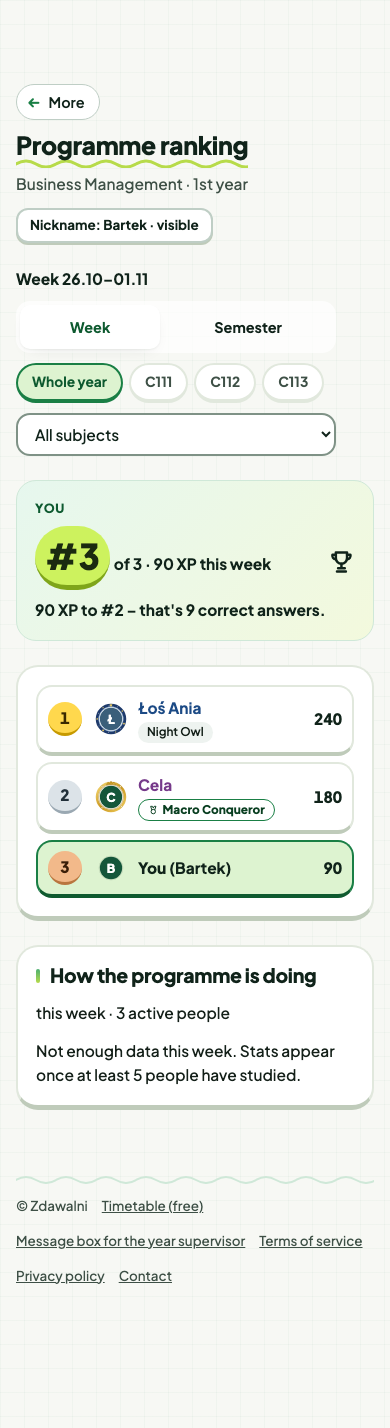 ← More
Programme ranking
Business Management · 1st year
Nickname: Bartek · visible
Week 26.10–01.11
Week Semester
Whole year C111 C112 C113
All subjects
YOU
#3 of 3 · 90 XP this week
90 XP to #2 – that's 9 correct answers.
1 Ł Łoś Ania 240
Night Owl
2 C Cela 180
Macro Conqueror
3 B You (Bartek) 90
How the programme is doing
this week · 3 active people
Not enough data this week. Stats appear
once at least 5 people have studied.
© Zdawalni Timetable (free)
Message box for the year supervisor Terms of service
Privacy policy Contact